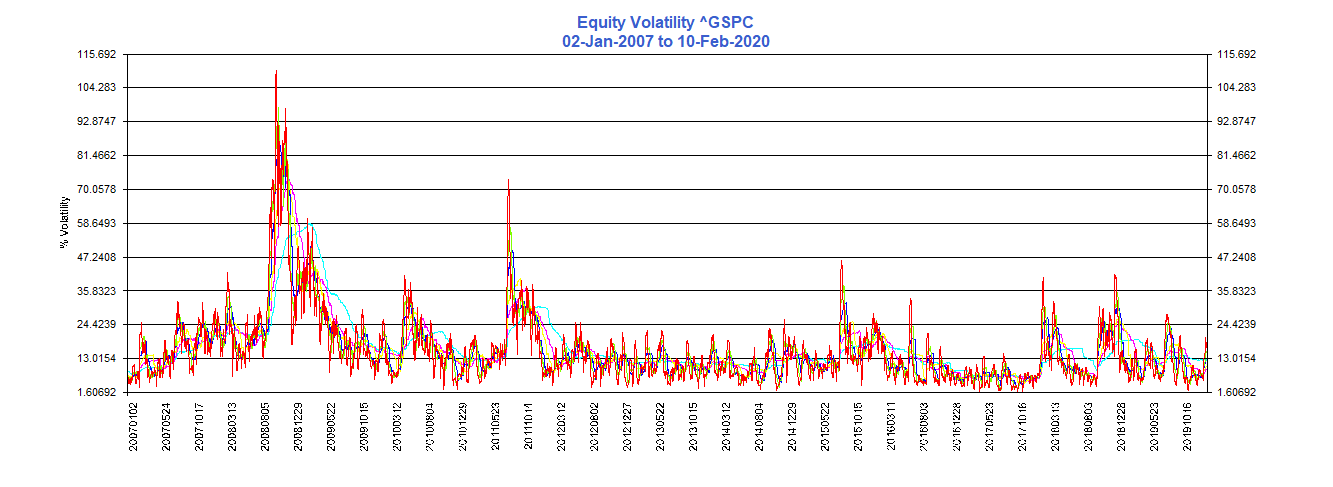 Equity Volatility ^GSPC
02-Jan-2007 to 10-Feb-2020
115.692 115.692
104.283 104.283
92.8747 92.8747
81.4662 81.4662
70.0578 70.0578
58.6493 58.6493
47.2408 47.2408
35.8323 35.8323
24.4239 24.4239
13.0154 13.0154
1.60692 1.60692
% Volatility
20070102 20070524 20071017 20080313 20080805 20081229 20090522 20091015 20100312 20100804 20101229 20110523 20111014 20120312 20120802 20121227 20130522 20131015 20140312 20140804 20141229 20150522 20151015 20160311 20160803 20161228 20170523 20171016 20180313 20180803 20181228 20190523 20191016